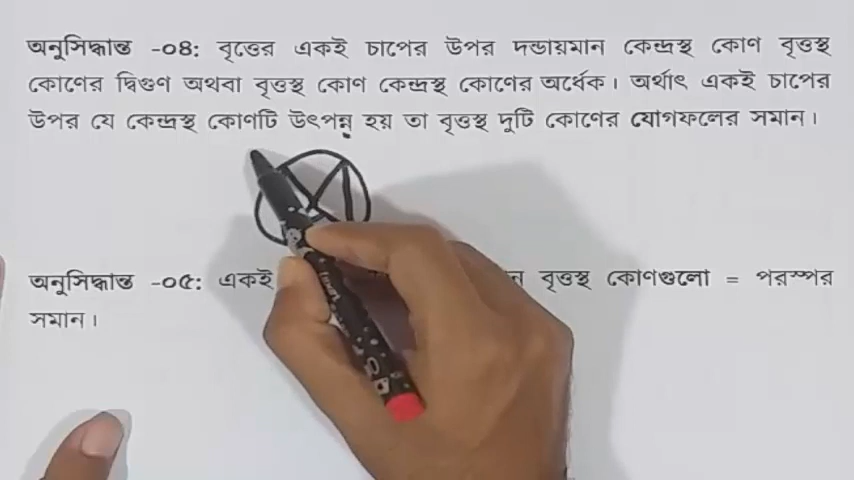 অনুসিদ্ধান্ত -০৪: বৃত্তের একই চাপের উপর দন্ডায়মান কেন্দ্রস্থ কোণ বৃত্তস্থ
কোণের দ্বিগুণ অথবা বৃত্তস্থ কোণ কেন্দ্রস্থ কোণের অর্ধেক। অর্থাৎ একই চাপের
উপর যে কেন্দ্রস্থ কোণটি উৎপন্ন হয় তা বৃত্তস্থ দুটি কোণের যোগফলের সমান।
অনুসিদ্ধান্ত -০৫: একই বৃত্তস্থ কোণগুলো = পরস্পর
সমান।